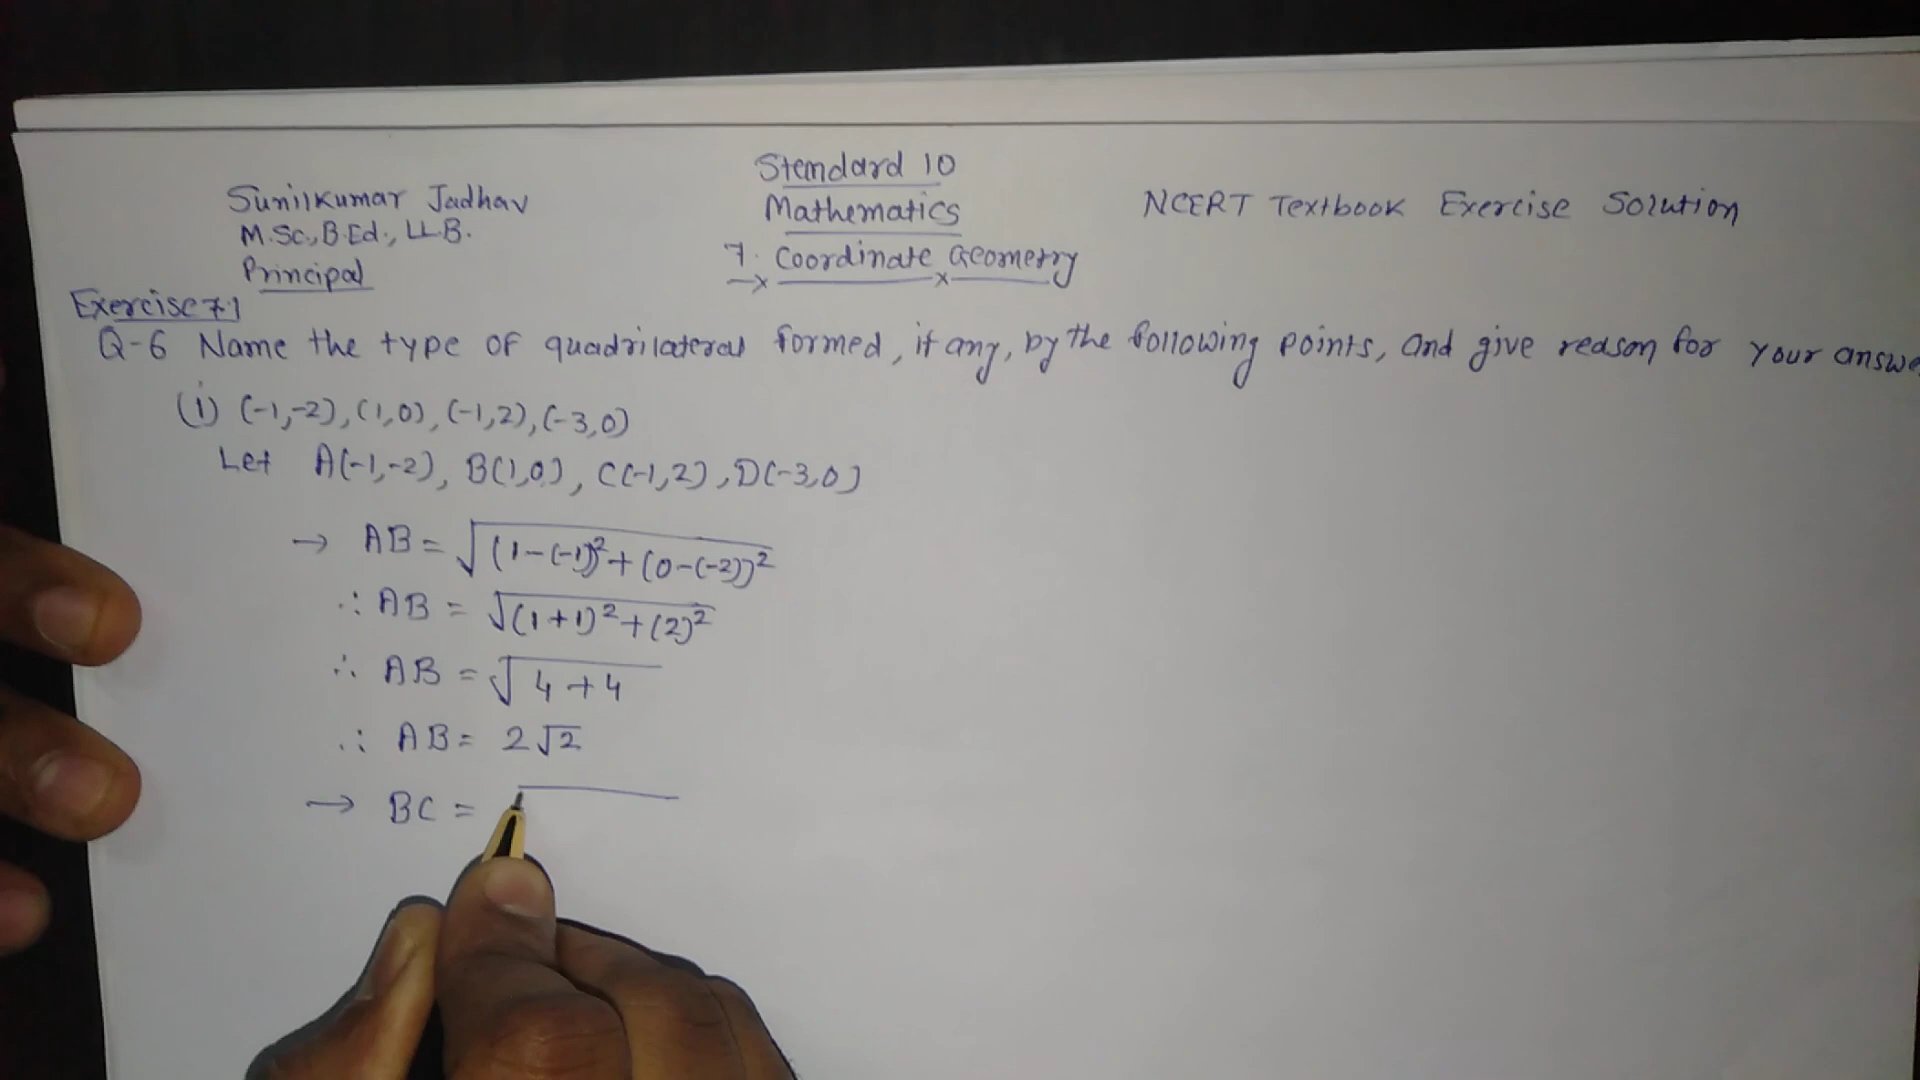 Sunilkumar Jadhav
M.Sc., B.Ed., LL.B.
Principal
Standard 10
Mathematics
7. Coordinate Geometry
NCERT Textbook Exercise Solution
Exercise 7.1
Q-6 Name the type of quadrilateral formed, if any, by the following points, and give reason for your answe
(i) (-1,-2), (1,0), (-1,2), (-3,0)
Let A(-1,-2), B(1,0), C(-1,2), D(-3,0)
→ AB = √(1-(-1))²+(0-(-2))²
∴ AB = √(1+1)²+(2)²
∴ AB = √4+4
∴ AB = 2√2
→ BC =